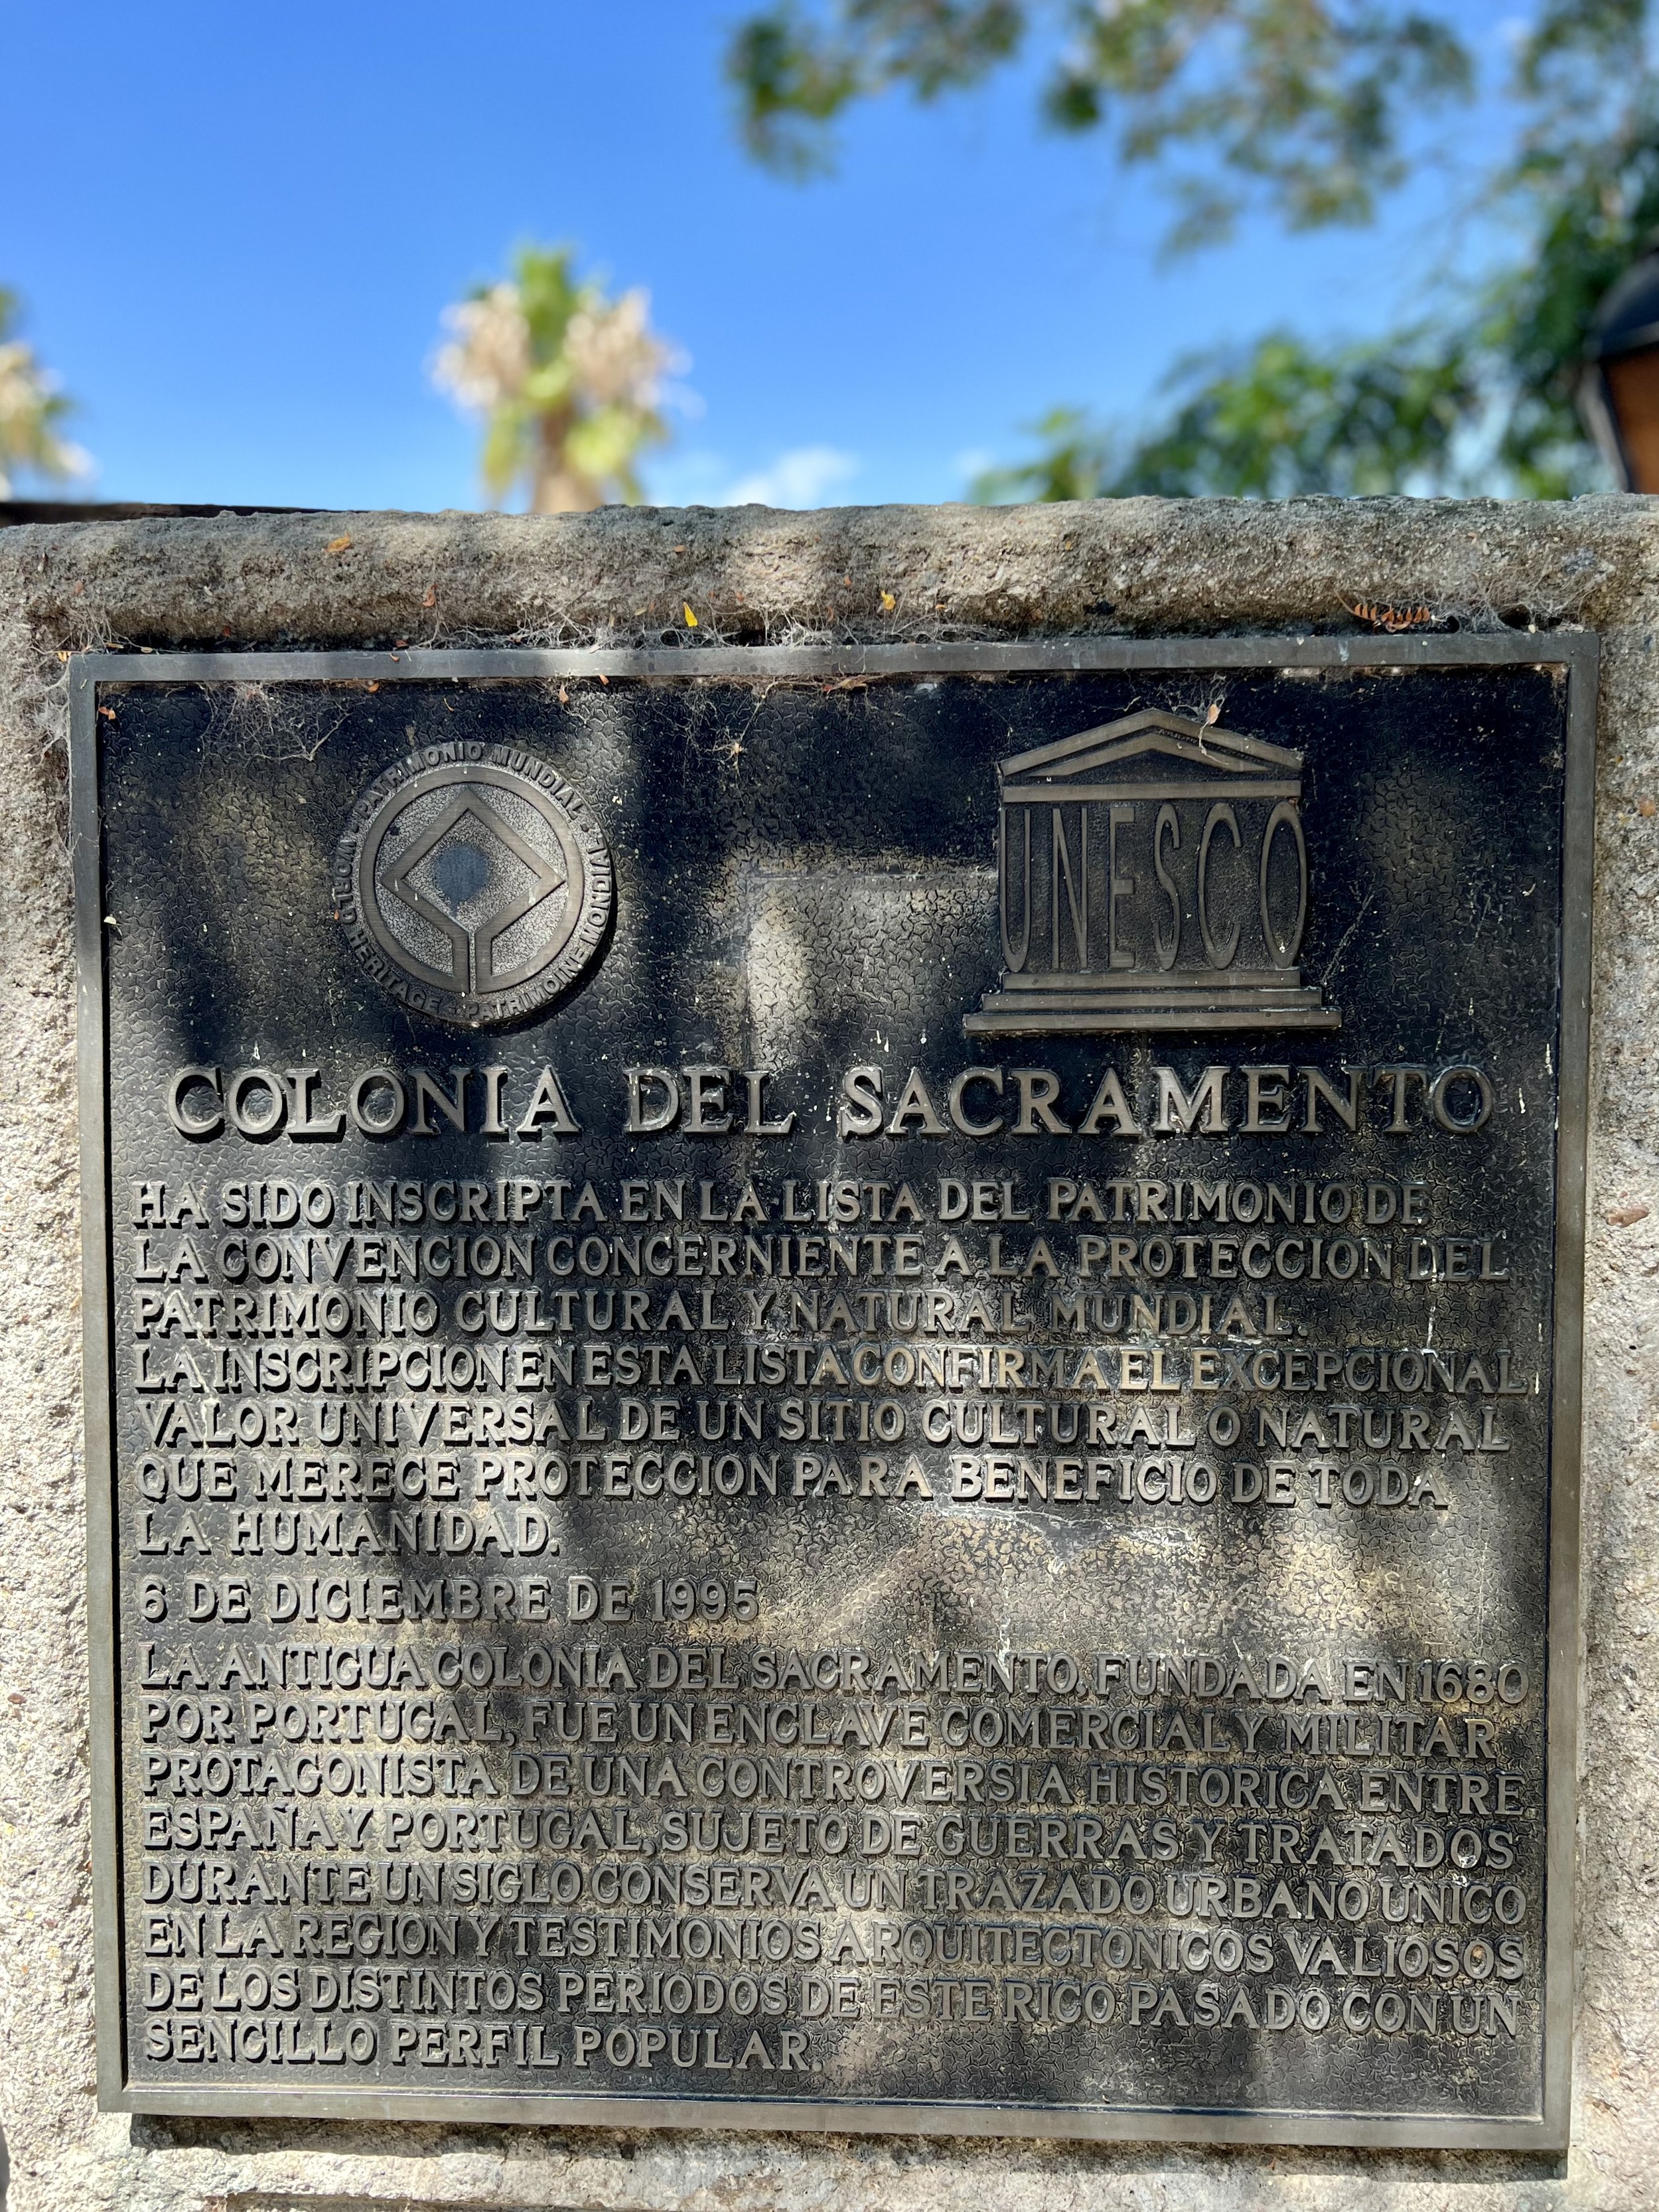 WORLD HERITAGE • PATRIMOINE MONDIAL • PATRIMONIO MUNDIAL
UNESCO
COLONIA DEL SACRAMENTO
HA SIDO INSCRIPTA EN LA LISTA DEL PATRIMONIO DE
LA CONVENCION CONCERNIENTE A LA PROTECCION DEL
PATRIMONIO CULTURAL Y NATURAL MUNDIAL.
LA INSCRIPCION EN ESTA LISTA CONFIRMA EL EXCEPCIONAL
VALOR UNIVERSAL DE UN SITIO CULTURAL O NATURAL
QUE MERECE PROTECCION PARA BENEFICIO DE TODA
LA HUMANIDAD.
6 DE DICIEMBRE DE 1995
LA ANTIGUA COLONIA DEL SACRAMENTO, FUNDADA EN 1680
POR PORTUGAL, FUE UN ENCLAVE COMERCIAL Y MILITAR
PROTAGONISTA DE UNA CONTROVERSIA HISTORICA ENTRE
ESPAÑA Y PORTUGAL, SUJETO DE GUERRAS Y TRATADOS
DURANTE UN SIGLO CONSERVA UN TRAZADO URBANO UNICO
EN LA REGION Y TESTIMONIOS ARQUITECTONICOS VALIOSOS
DE LOS DISTINTOS PERIODOS DE ESTE RICO PASADO CON UN
SENCILLO PERFIL POPULAR.